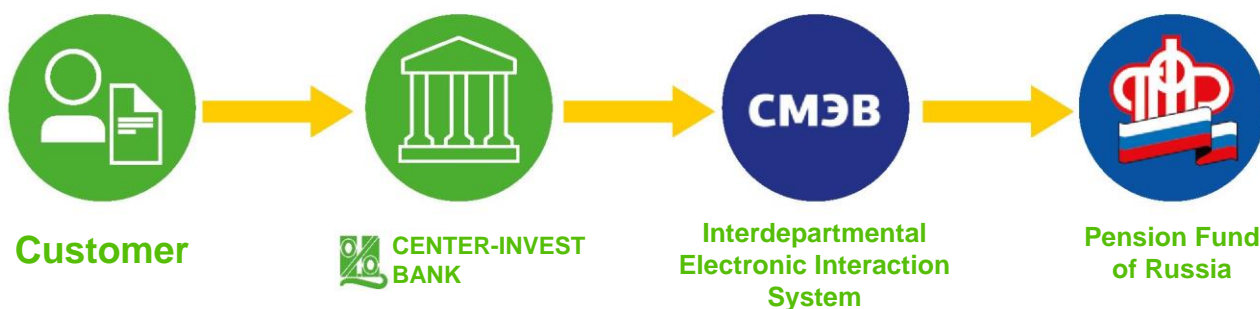 СМЭВ
Customer
CENTER-INVEST
BANK
Interdepartmental
Electronic Interaction
System
Pension Fund
of Russia